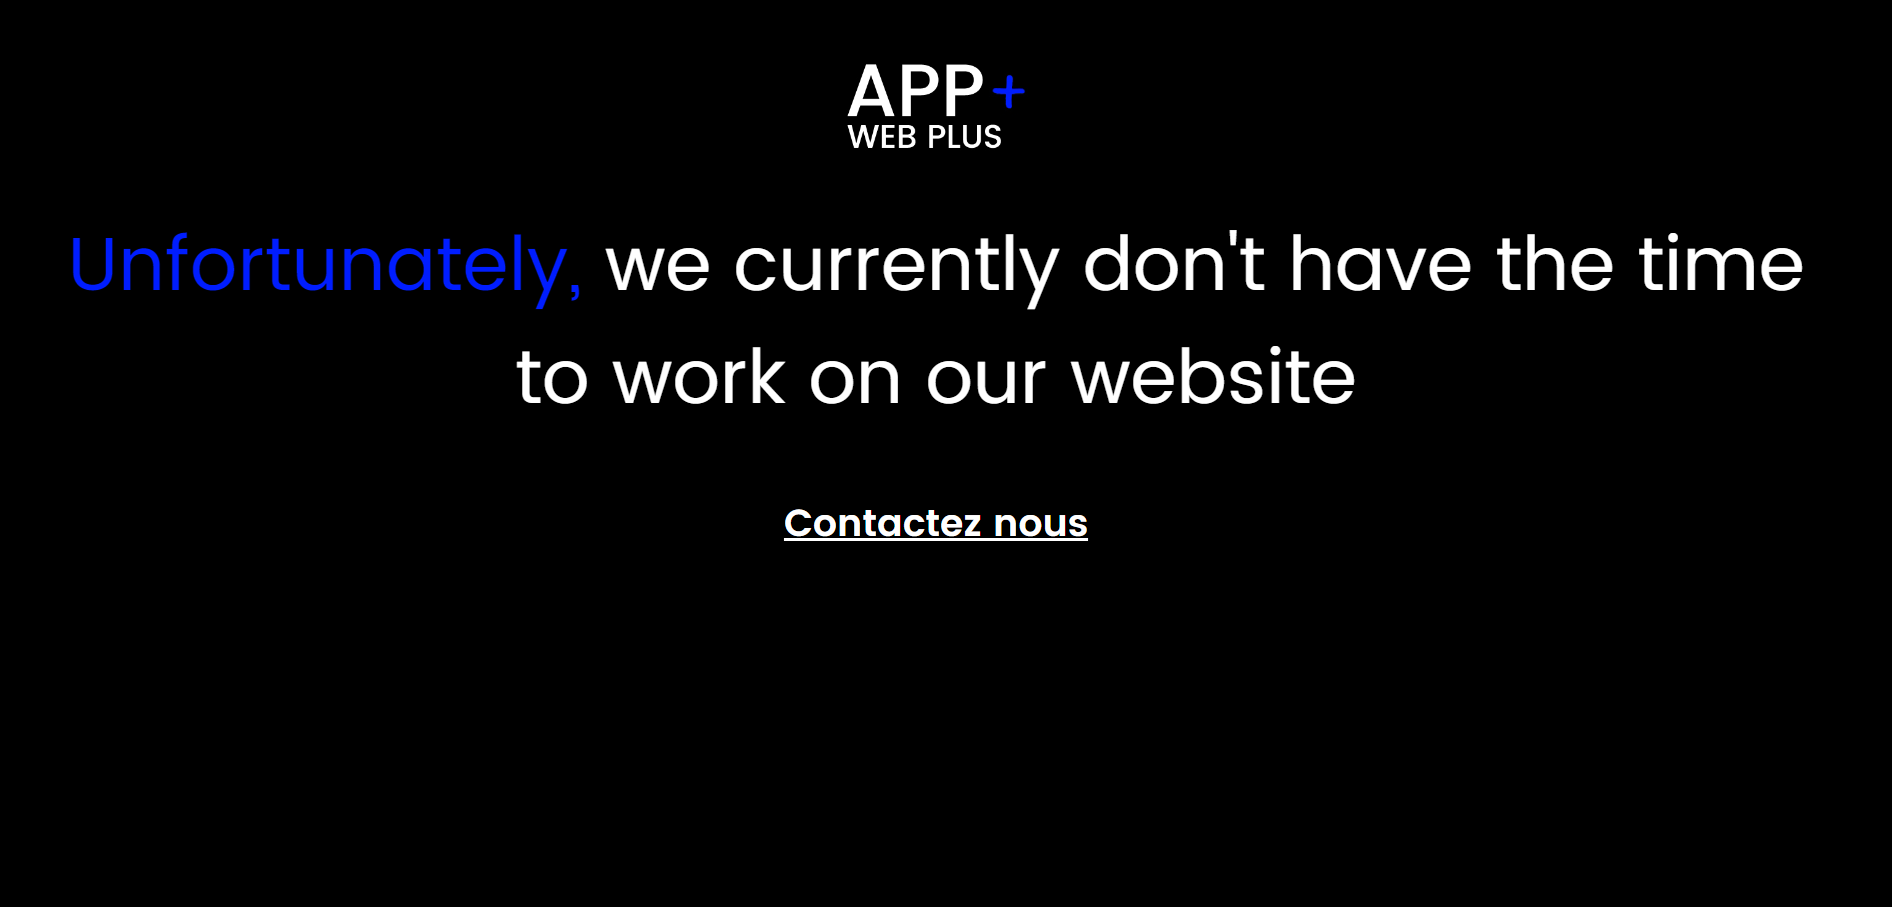 APP+
WEB PLUS
Unfortunately, we currently don't have the time
to work on our website
Contactez nous